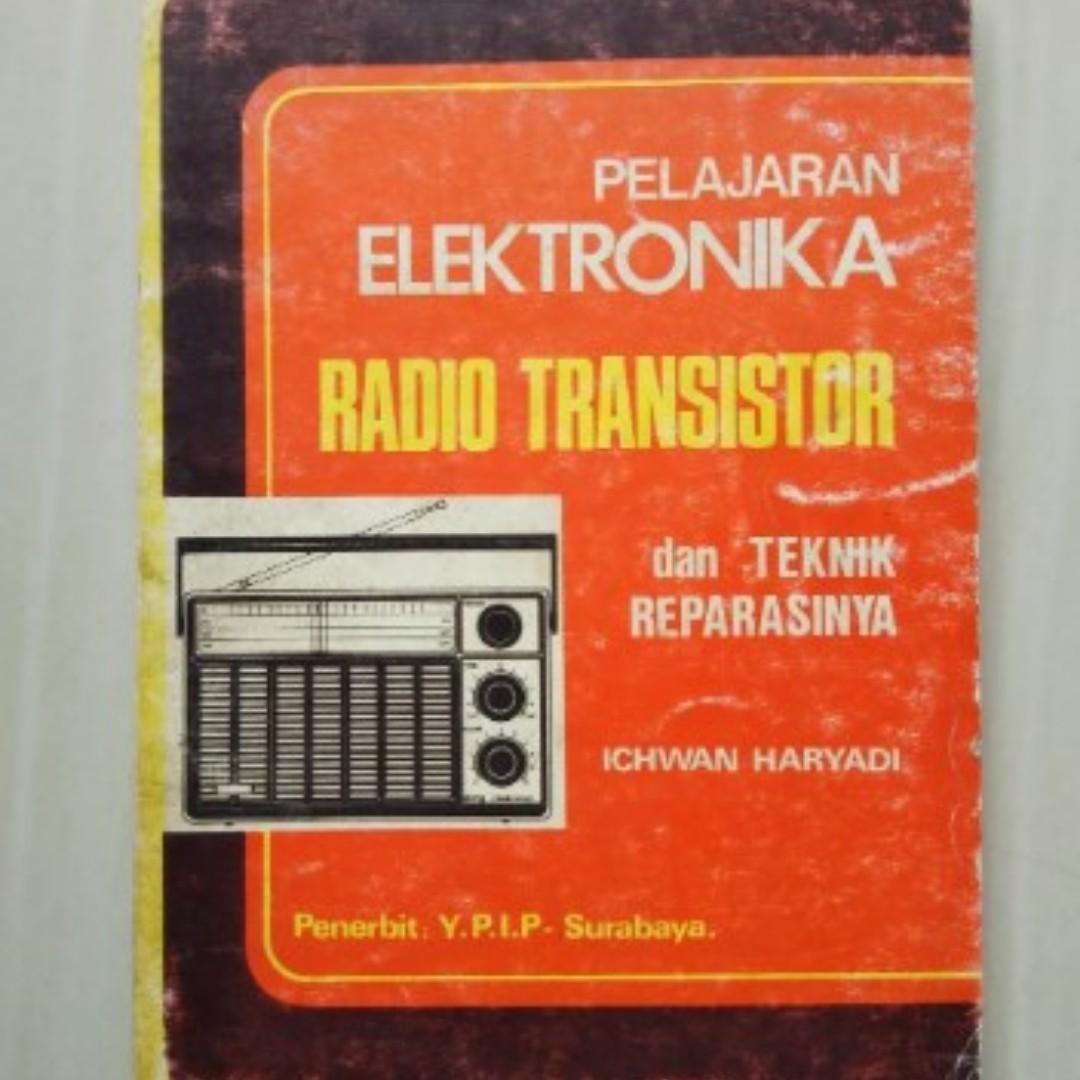 PELAJARAN
ELEKTRONIKA
RADIO TRANSISTOR
dan TEKNIK
REPARASINYA
ICHWAN HARYADI
Penerbit: Y.P.I.P- Surabaya.